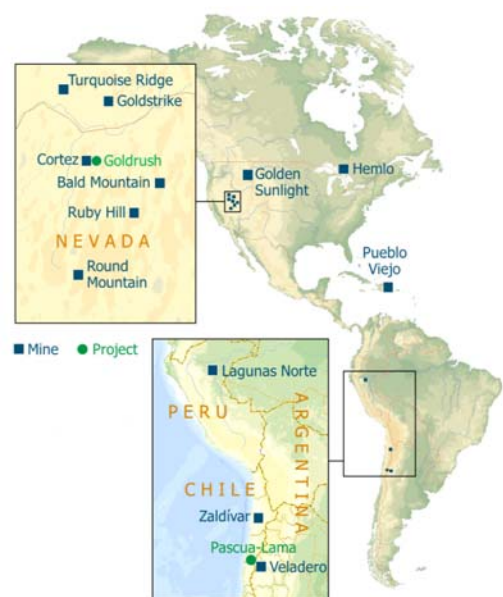 Turquoise Ridge
Goldstrike
Cortez
Goldrush
Bald Mountain
Ruby Hill
NEVADA
Round
Mountain
Golden
Sunlight
Hemlo
Pueblo
Viejo
Mine
Project
Lagunas Norte
PERU
ARGENTINA
CHILE
Zaldívar
Pascua-Lama
Veladero